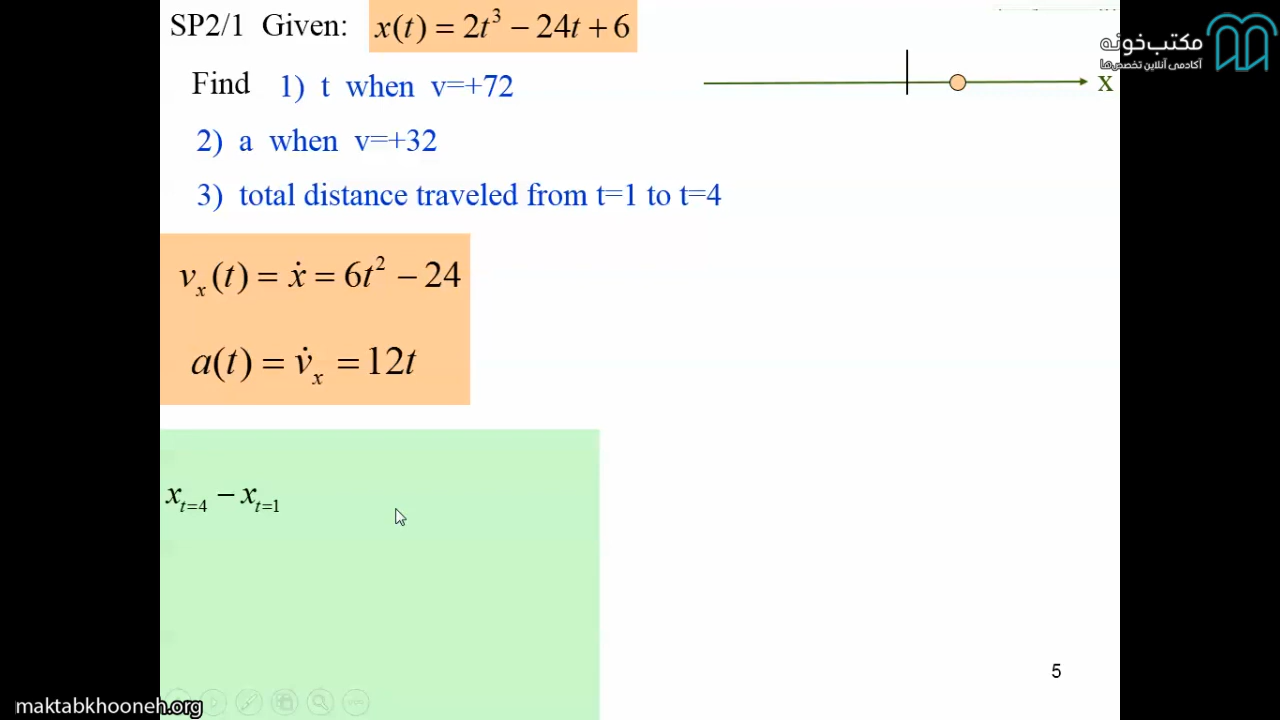 SP2/1 Given: x(t) = 2t³ − 24t + 6
مکتب‌خونه
آکادمی آنلاین تخصص‌ها
Find 1) t when v=+72
x
2) a when v=+32
3) total distance traveled from t=1 to t=4
vₓ(t) = ẋ = 6t² − 24
a(t) = v̇ₓ = 12t
x_{t=4} − x_{t=1}
5
maktabkhooneh.org